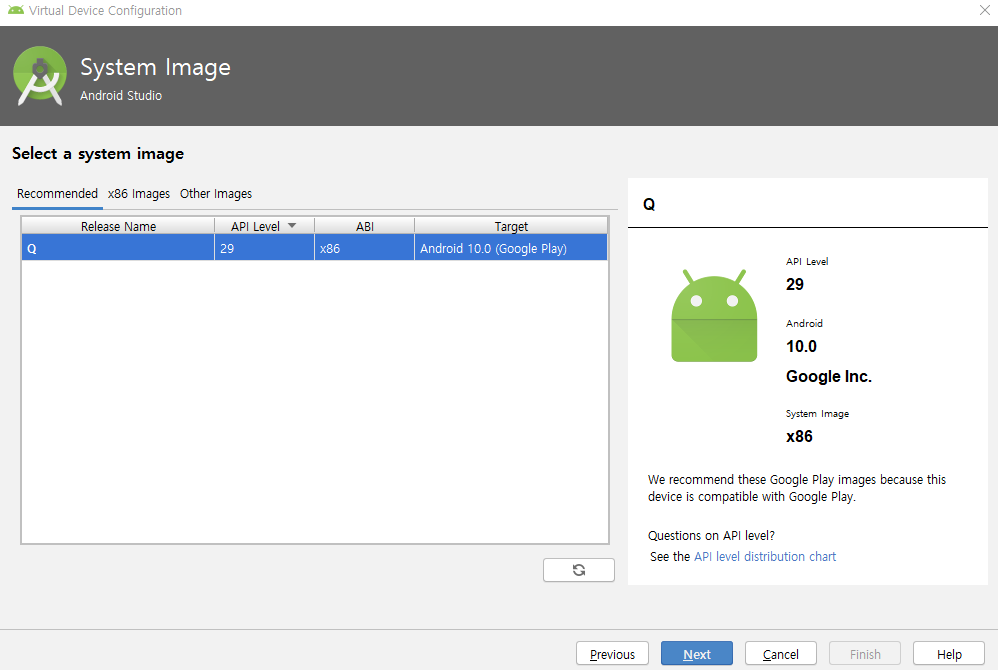 Virtual Device Configuration
System Image
Android Studio
Select a system image
Recommended x86 Images Other Images
Release Name API Level ABI Target
Q 29 x86 Android 10.0 (Google Play)
Q
API Level
29
Android
10.0
Google Inc.
System Image
x86
We recommend these Google Play images because this
device is compatible with Google Play.
Questions on API level?
See the API level distribution chart
Previous Next Cancel Finish Help